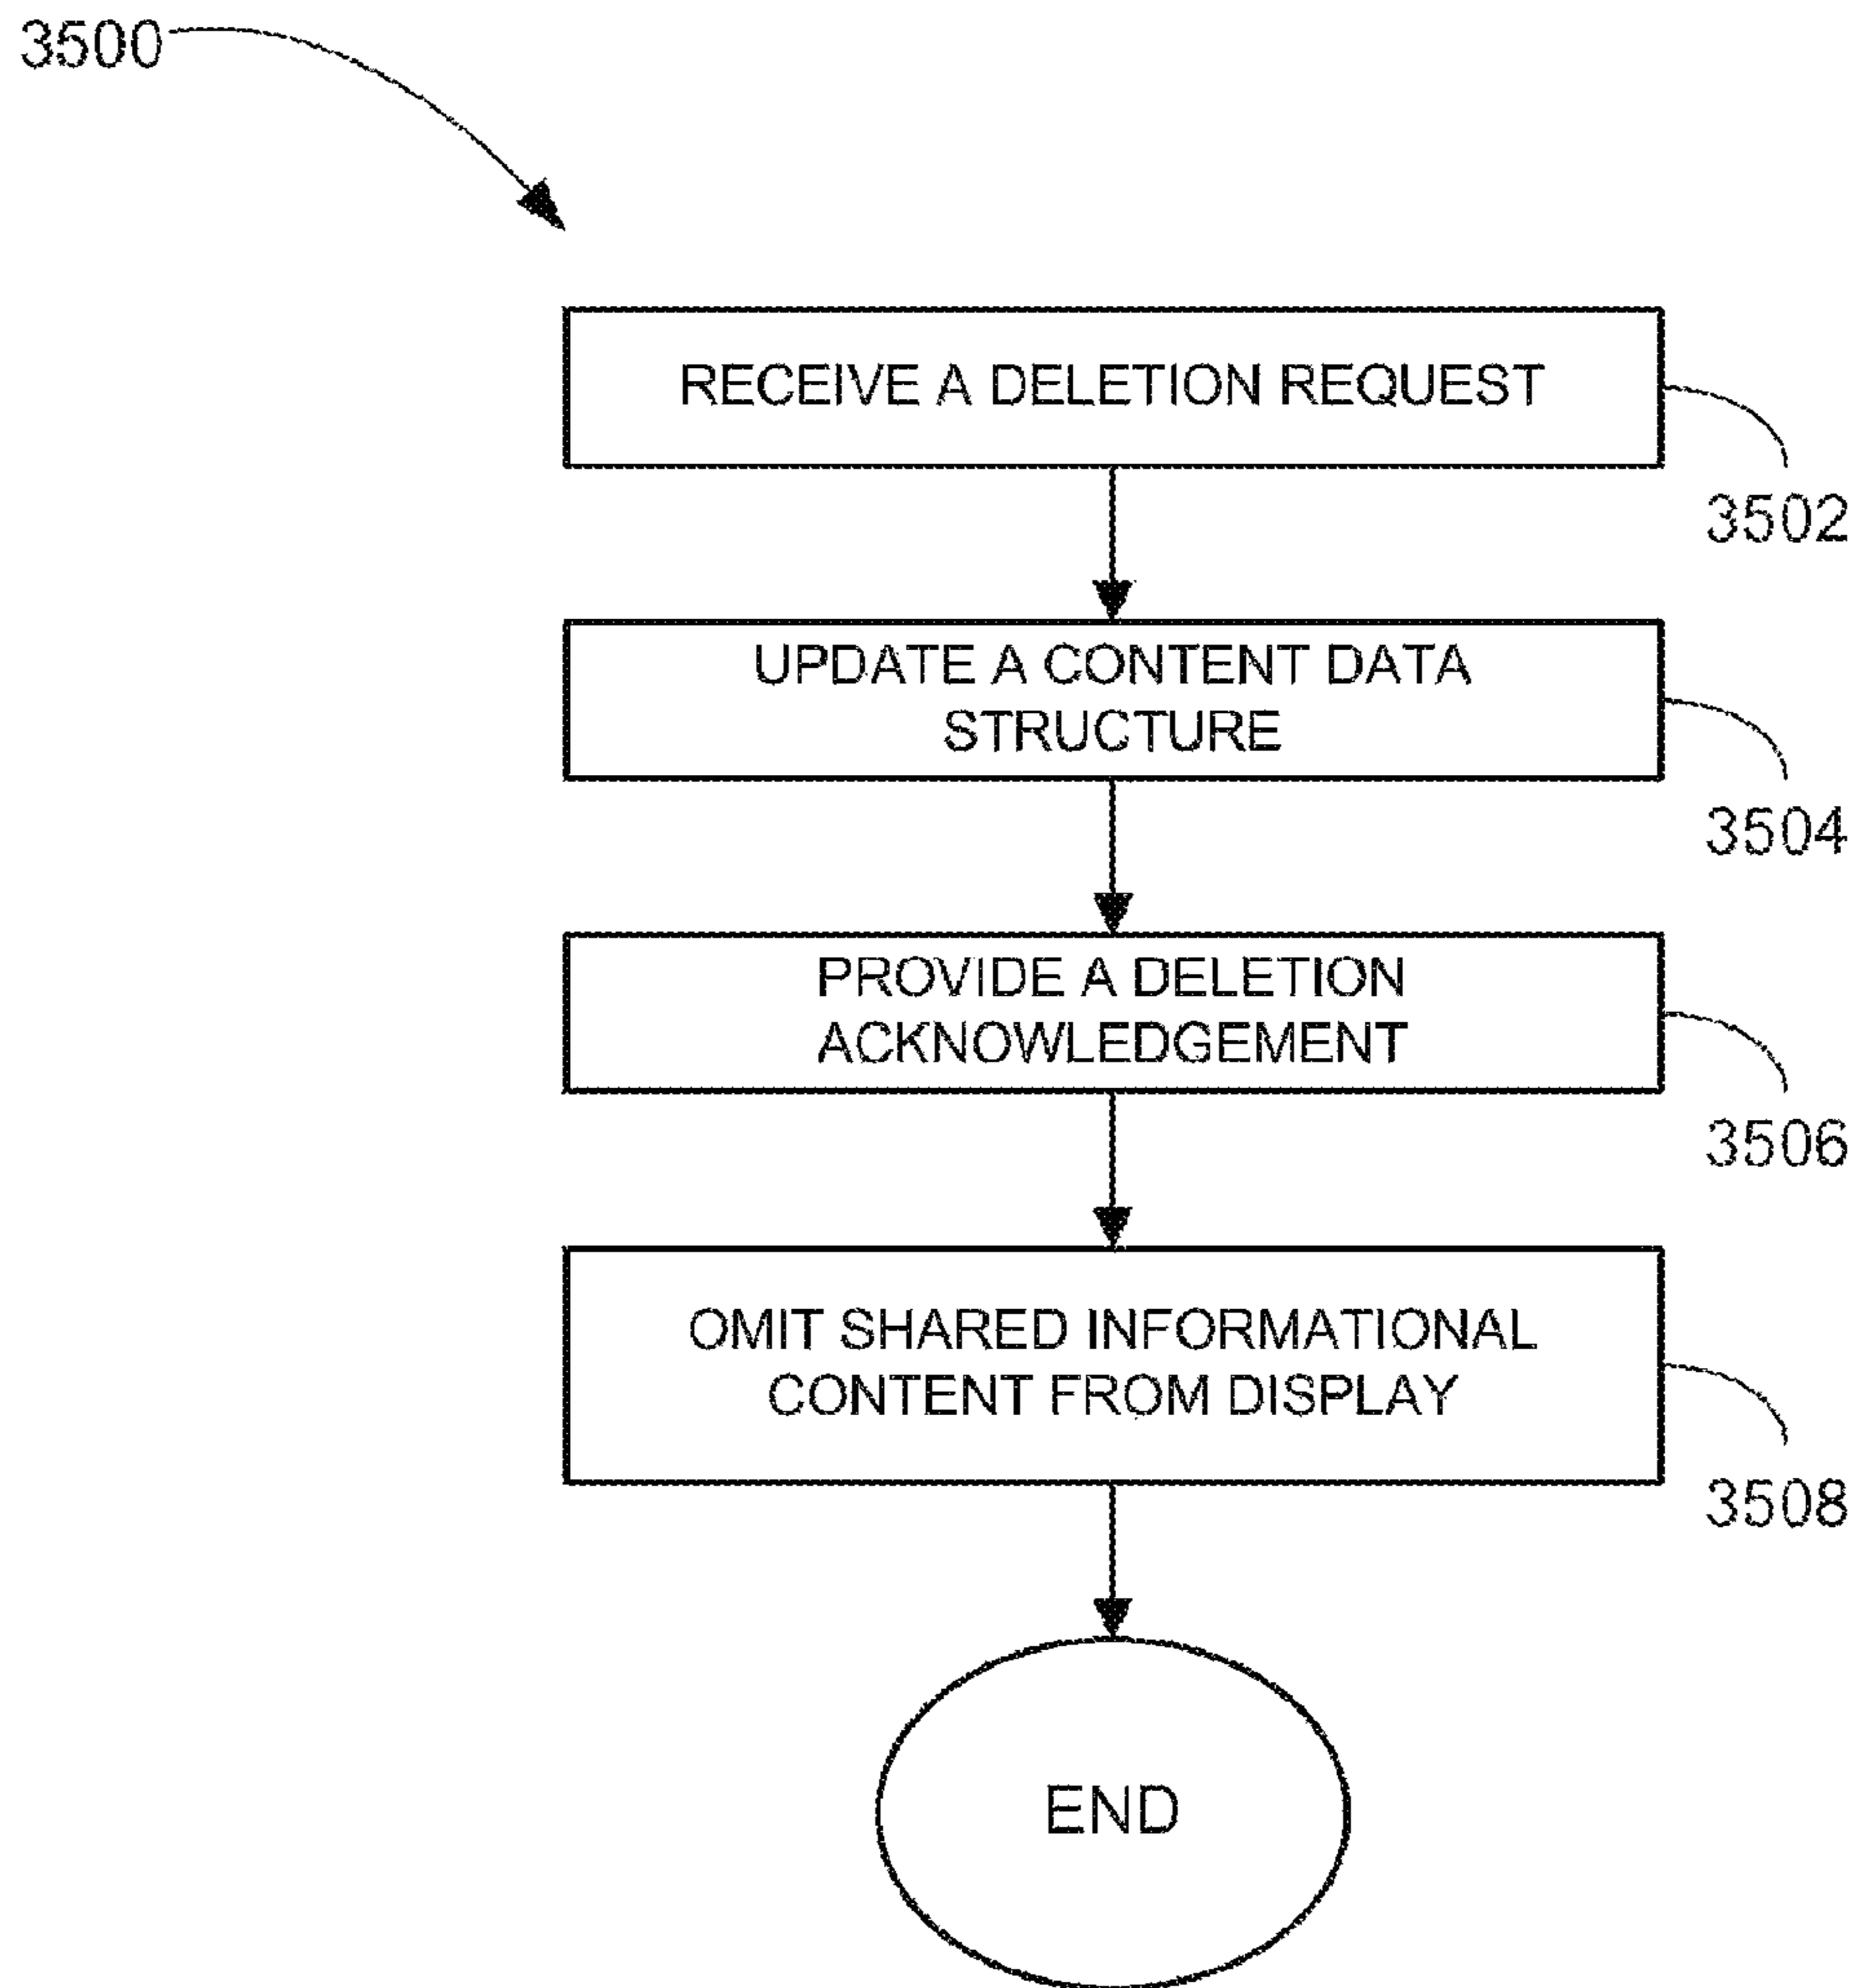 3500
RECEIVE A DELETION REQUEST
3502
UPDATE A CONTENT DATA
STRUCTURE
3504
PROVIDE A DELETION
ACKNOWLEDGEMENT
3506
OMIT SHARED INFORMATIONAL
CONTENT FROM DISPLAY
3508
END